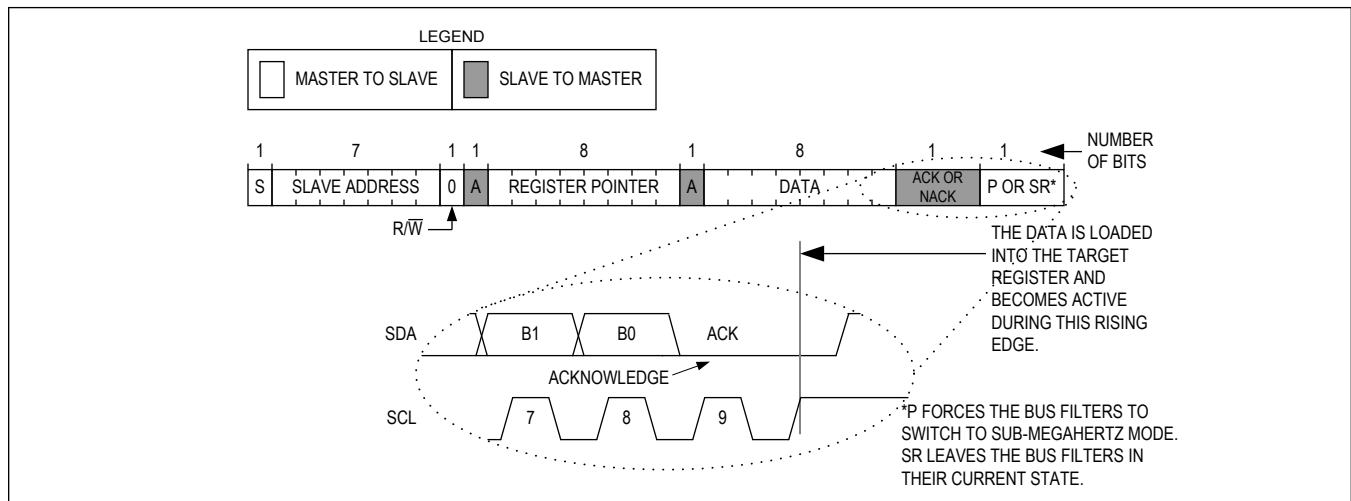 LEGEND
MASTER TO SLAVE
SLAVE TO MASTER
1 7 1 1 8 1 8 1 1
NUMBER
OF BITS
S SLAVE ADDRESS 0 A REGISTER POINTER A DATA ACK OR
NACK P OR SR*
R/W̅
THE DATA IS LOADED
INTO THE TARGET
REGISTER AND
BECOMES ACTIVE
DURING THIS RISING
EDGE.
SDA B1 B0 ACK
ACKNOWLEDGE
SCL 7 8 9
*P FORCES THE BUS FILTERS TO
SWITCH TO SUB-MEGAHERTZ MODE.
SR LEAVES THE BUS FILTERS IN
THEIR CURRENT STATE.